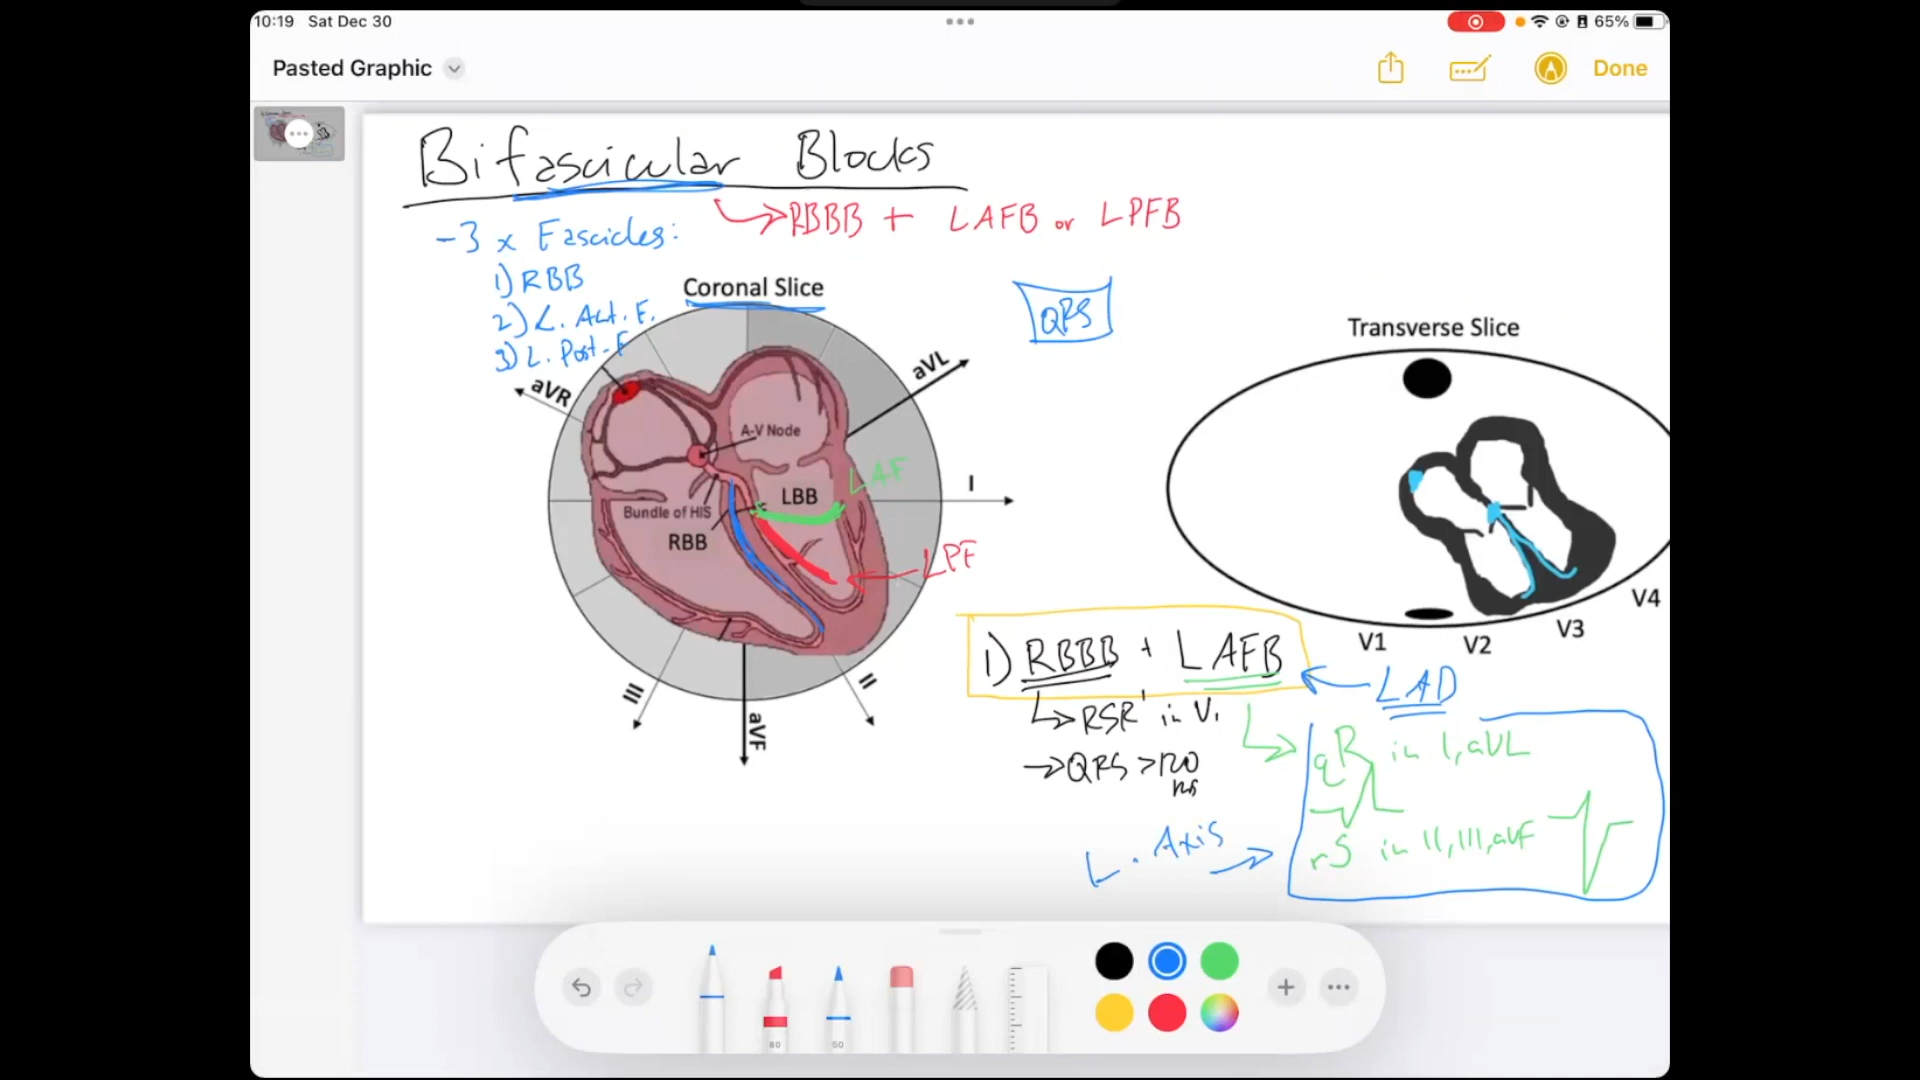 10:19 Sat Dec 30
65%
Pasted Graphic
Done
Bifascicular Blocks
→RBBB + LAFB or LPFB
-3 x Fascicles:
1) RBB
2) L. Ant. F.
3) L. Post. F
Coronal Slice
QRS
Transverse Slice
aVR
aVL
A-V Node
LAF
I
LBB
Bundle of HIS
RBB
LPF
V4
V3
V1
V2
1) RBBB + LAFB
LAD
III
II
aVF
→RSR' in V1
→QRS >120
ms
qR in I, aVL
L. Axis →
rS in II, III, aVF
80
50